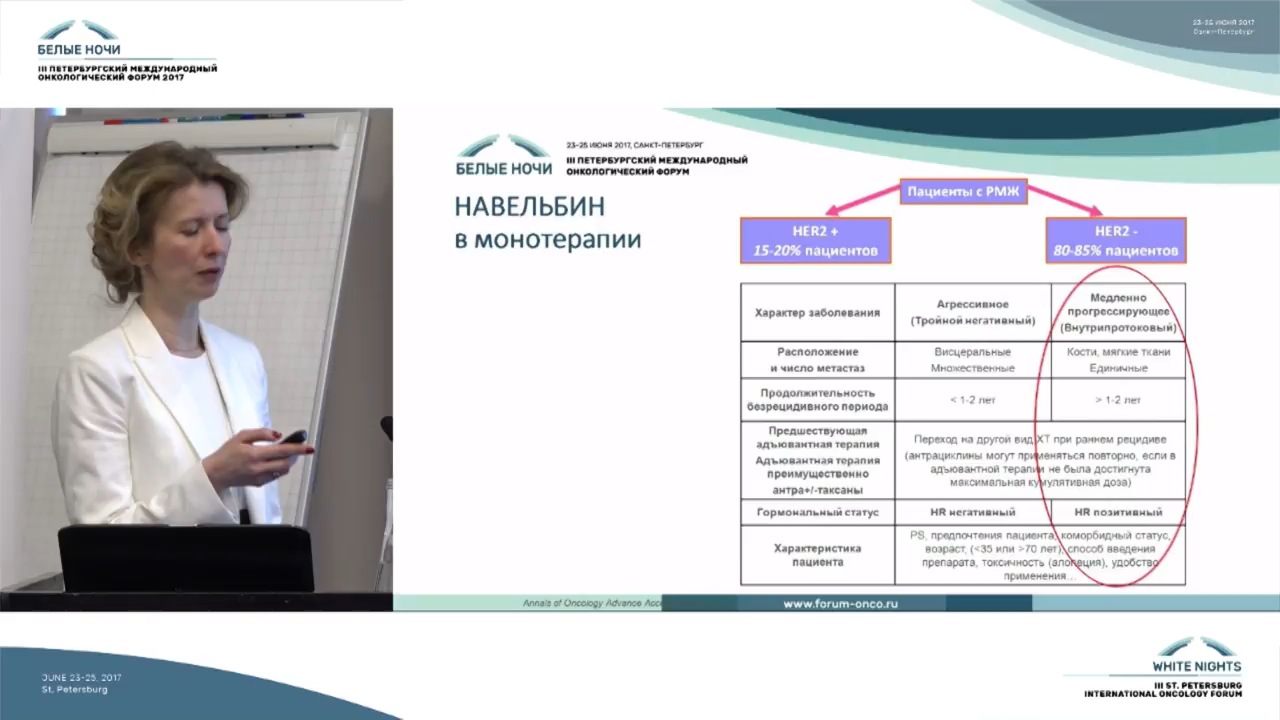 БЕЛЫЕ НОЧИ
III ПЕТЕРБУРГСКИЙ МЕЖДУНАРОДНЫЙ
ОНКОЛОГИЧЕСКИЙ ФОРУМ 2017
23-25 ИЮНЯ 2017
Санкт-Петербург
БЕЛЫЕ НОЧИ
23-25 ИЮНЯ 2017, САНКТ-ПЕТЕРБУРГ
III ПЕТЕРБУРГСКИЙ МЕЖДУНАРОДНЫЙ
ОНКОЛОГИЧЕСКИЙ ФОРУМ
НАВЕЛЬБИН
в монотерапии
Пациенты с РМЖ
HER2 +
15-20% пациентов
HER2 -
80-85% пациентов
Характер заболевания
Агрессивное
(Тройной негативный)
Медленно
прогрессирующее
(Внутрипротоковый)
Расположение
и число метастаз
Висцеральные
Множественные
Кости, мягкие ткани
Единичные
Продолжительность
безрецидивного периода
< 1-2 лет
> 1-2 лет
Предшествующая
адъювантная терапия
Адъювантная терапия
преимущественно
антра+/-таксаны
Переход на другой вид ХТ при раннем рецидиве
(антрациклины могут применяться повторно, если в
адъювантной терапии не была достигнута
максимальная кумулятивная доза)
Гормональный статус
HR негативный
HR позитивный
Характеристика
пациента
PS, предпочтения пациента, коморбидный статус,
возраст, (<35 или >70 лет), способ введения
препарата, токсичность (алопеция), удобство
применения...
Annals of Oncology Advance Acc
www.forum-onco.ru
JUNE 23-25, 2017
St. Petersburg
WHITE NIGHTS
III ST. PETERSBURG
INTERNATIONAL ONCOLOGY FORUM